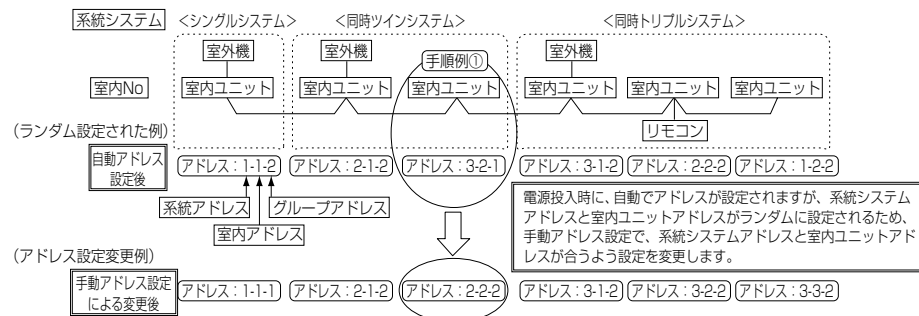 系統システム <シングルシステム> <同時ツインシステム> <同時トリプルシステム>
室外機 室外機 手順例① 室外機
室内No 室内ユニット 室内ユニット 室内ユニット 室内ユニット 室内ユニット 室内ユニット
リモコン
(ランダム設定された例)
自動アドレス
設定後
アドレス:1-1-2 アドレス:2-1-2 アドレス:3-2-1 アドレス:3-1-2 アドレス:2-2-2 アドレス:1-2-2
系統アドレス グループアドレス
室内アドレス
電源投入時に、自動でアドレスが設定されますが、系統システム
アドレスと室内ユニットアドレスがランダムに設定されるため、
手動アドレス設定で、系統システムアドレスと室内ユニットアド
レスが合うよう設定を変更します。
(アドレス設定変更例)
手動アドレス設定
による変更後
アドレス:1-1-1 アドレス:2-1-2 アドレス:2-2-2 アドレス:3-1-2 アドレス:3-2-2 アドレス:3-3-2